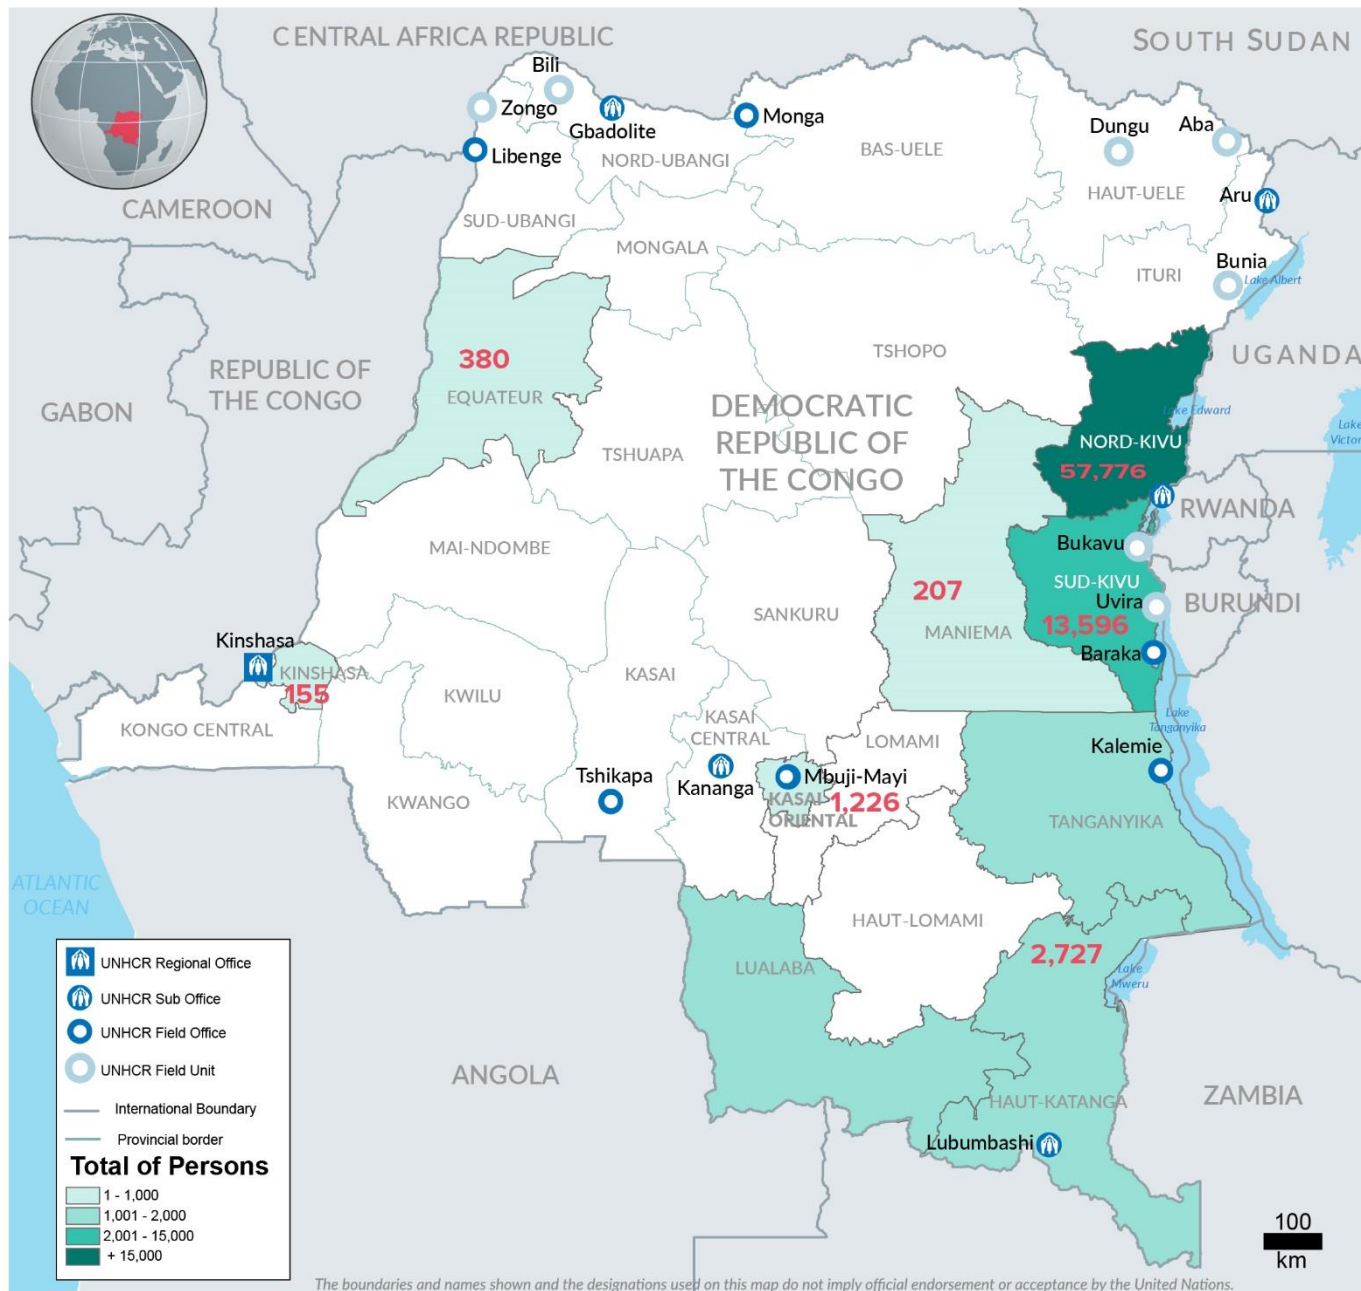 CENTRAL AFRICA REPUBLIC
SOUTH SUDAN
Bili
Zongo
Gbadolite
Monga
Dungu
Aba
Libenge
NORD-UBANGI
BAS-UELE
HAUT-UELE
Aru
CAMEROON
SUD-UBANGI
MONGALA
ITURI
Bunia
Lake Albert
380
EQUATEUR
TSHOPO
UGANDA
REPUBLIC OF
THE CONGO
GABON
DEMOCRATIC
REPUBLIC OF
THE CONGO
Lake Edward
Lake
Victor
NORD-KIVU
57,776
TSHUAPA
RWANDA
MAI-NDOMBE
Bukavu
SUD-KIVU
207
SANKURU
MANIEMA
Uvira
13,596
BURUNDI
Baraka
Kinshasa
KINSHASA
155
KASAI
KWILU
KONGO CENTRAL
KASAI
CENTRAL
LOMAMI
Lake
Tanganyika
Kalemie
Tshikapa
Kananga
Mbuji-Mayi
KASAI
ORIENTAL
1,226
KWANGO
TANGANYIKA
ATLANTIC
OCEAN
HAUT-LOMAMI
2,727
LUALABA
Lake
Mweru
ANGOLA
ZAMBIA
HAUT-KATANGA
Lubumbashi
UNHCR Regional Office
UNHCR Sub Office
UNHCR Field Office
UNHCR Field Unit
International Boundary
Provincial border
Total of Persons
1 - 1,000
1,001 - 2,000
2,001 - 15,000
+ 15,000
100
km
The boundaries and names shown and the designations used on this map do not imply official endorsement or acceptance by the United Nations.